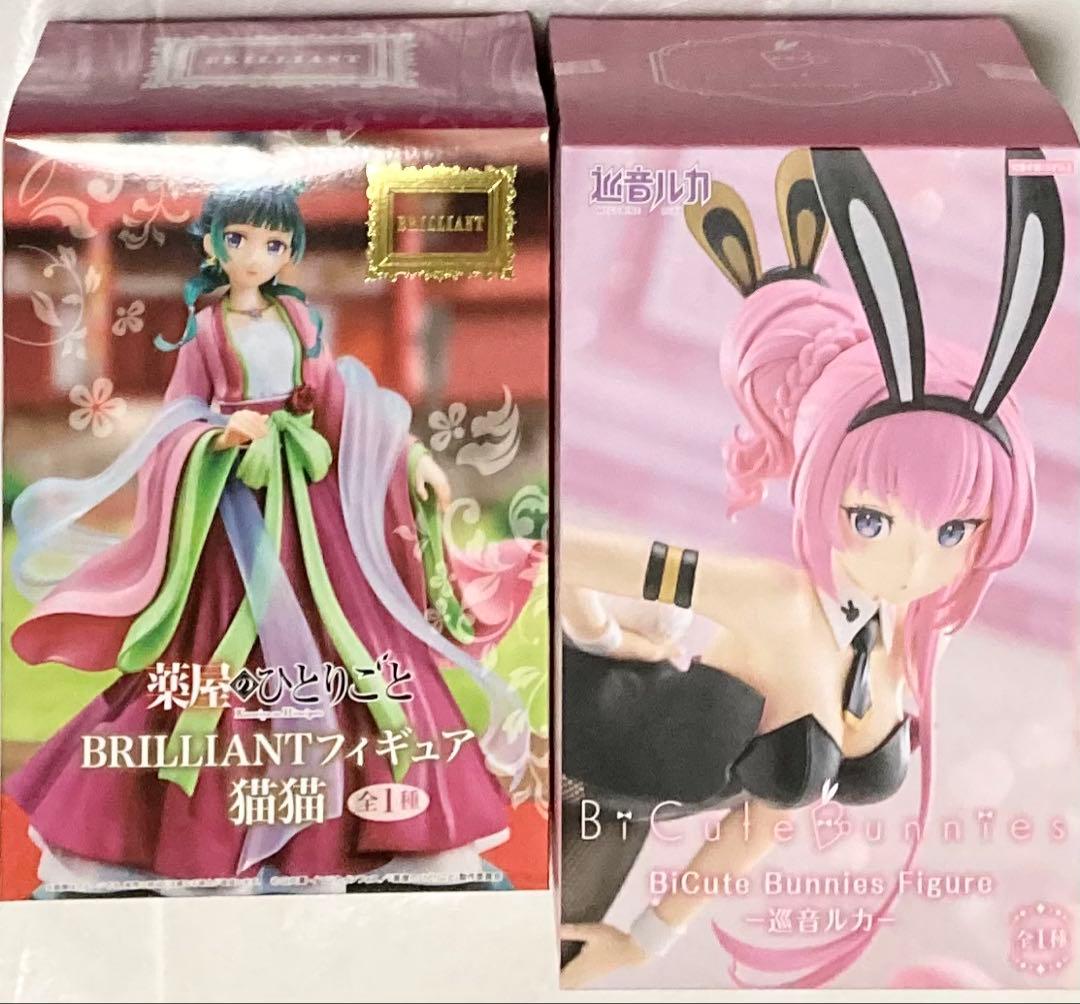 BRILLIANT
BRILLIANT
薬屋のひとりごと
BRILLIANTフィギュア
猫猫 全1種
巡音ルカ
MEGURINE LUKA
BiCute Bunnies
BiCute Bunnies Figure
−巡音ルカ−
全1種